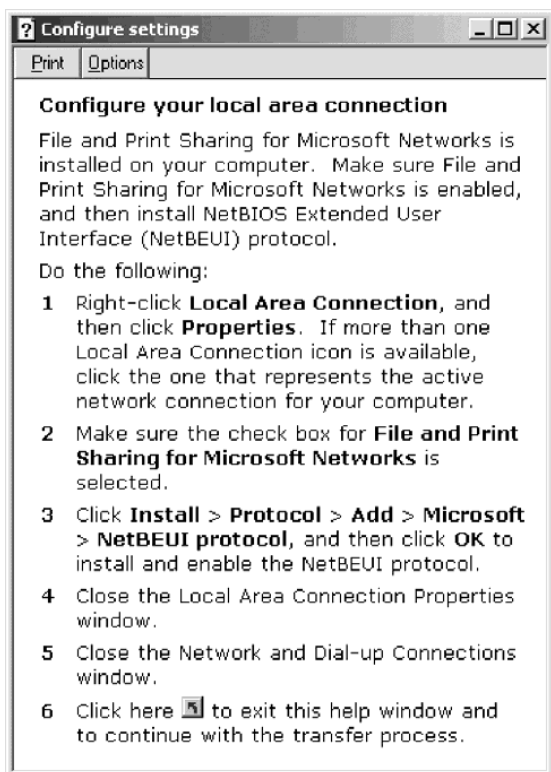 Configure settings
Print Options
Configure your local area connection
File and Print Sharing for Microsoft Networks is
installed on your computer. Make sure File and
Print Sharing for Microsoft Networks is enabled,
and then install NetBIOS Extended User
Interface (NetBEUI) protocol.
Do the following:
1 Right-click Local Area Connection, and
then click Properties. If more than one
Local Area Connection icon is available,
click the one that represents the active
network connection for your computer.
2 Make sure the check box for File and Print
Sharing for Microsoft Networks is
selected.
3 Click Install > Protocol > Add > Microsoft
> NetBEUI protocol, and then click OK to
install and enable the NetBEUI protocol.
4 Close the Local Area Connection Properties
window.
5 Close the Network and Dial-up Connections
window.
6 Click here to exit this help window and
to continue with the transfer process.